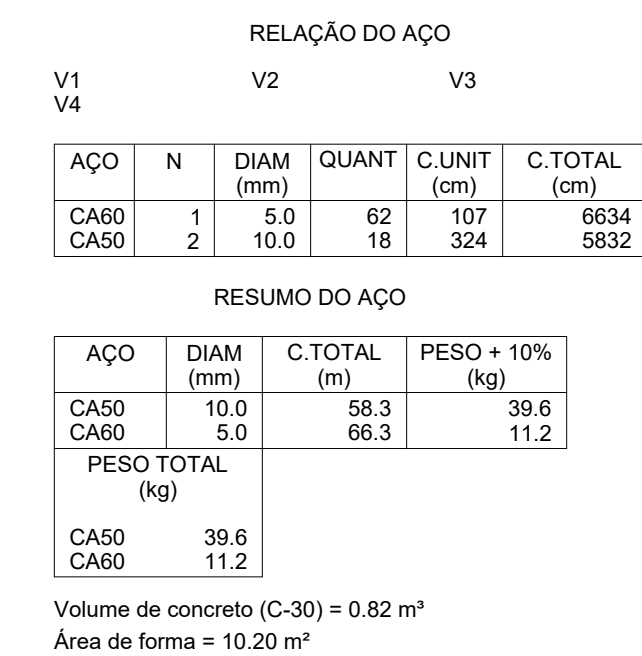 RELAÇÃO DO AÇO
V1 V2 V3
V4
AÇO N DIAM QUANT C.UNIT C.TOTAL
(mm) (cm) (cm)
CA60 1 5.0 62 107 6634
CA50 2 10.0 18 324 5832
RESUMO DO AÇO
AÇO DIAM C.TOTAL PESO + 10%
(mm) (m) (kg)
CA50 10.0 58.3 39.6
CA60 5.0 66.3 11.2
PESO TOTAL
(kg)
CA50 39.6
CA60 11.2
Volume de concreto (C-30) = 0.82 m³
Área de forma = 10.20 m²